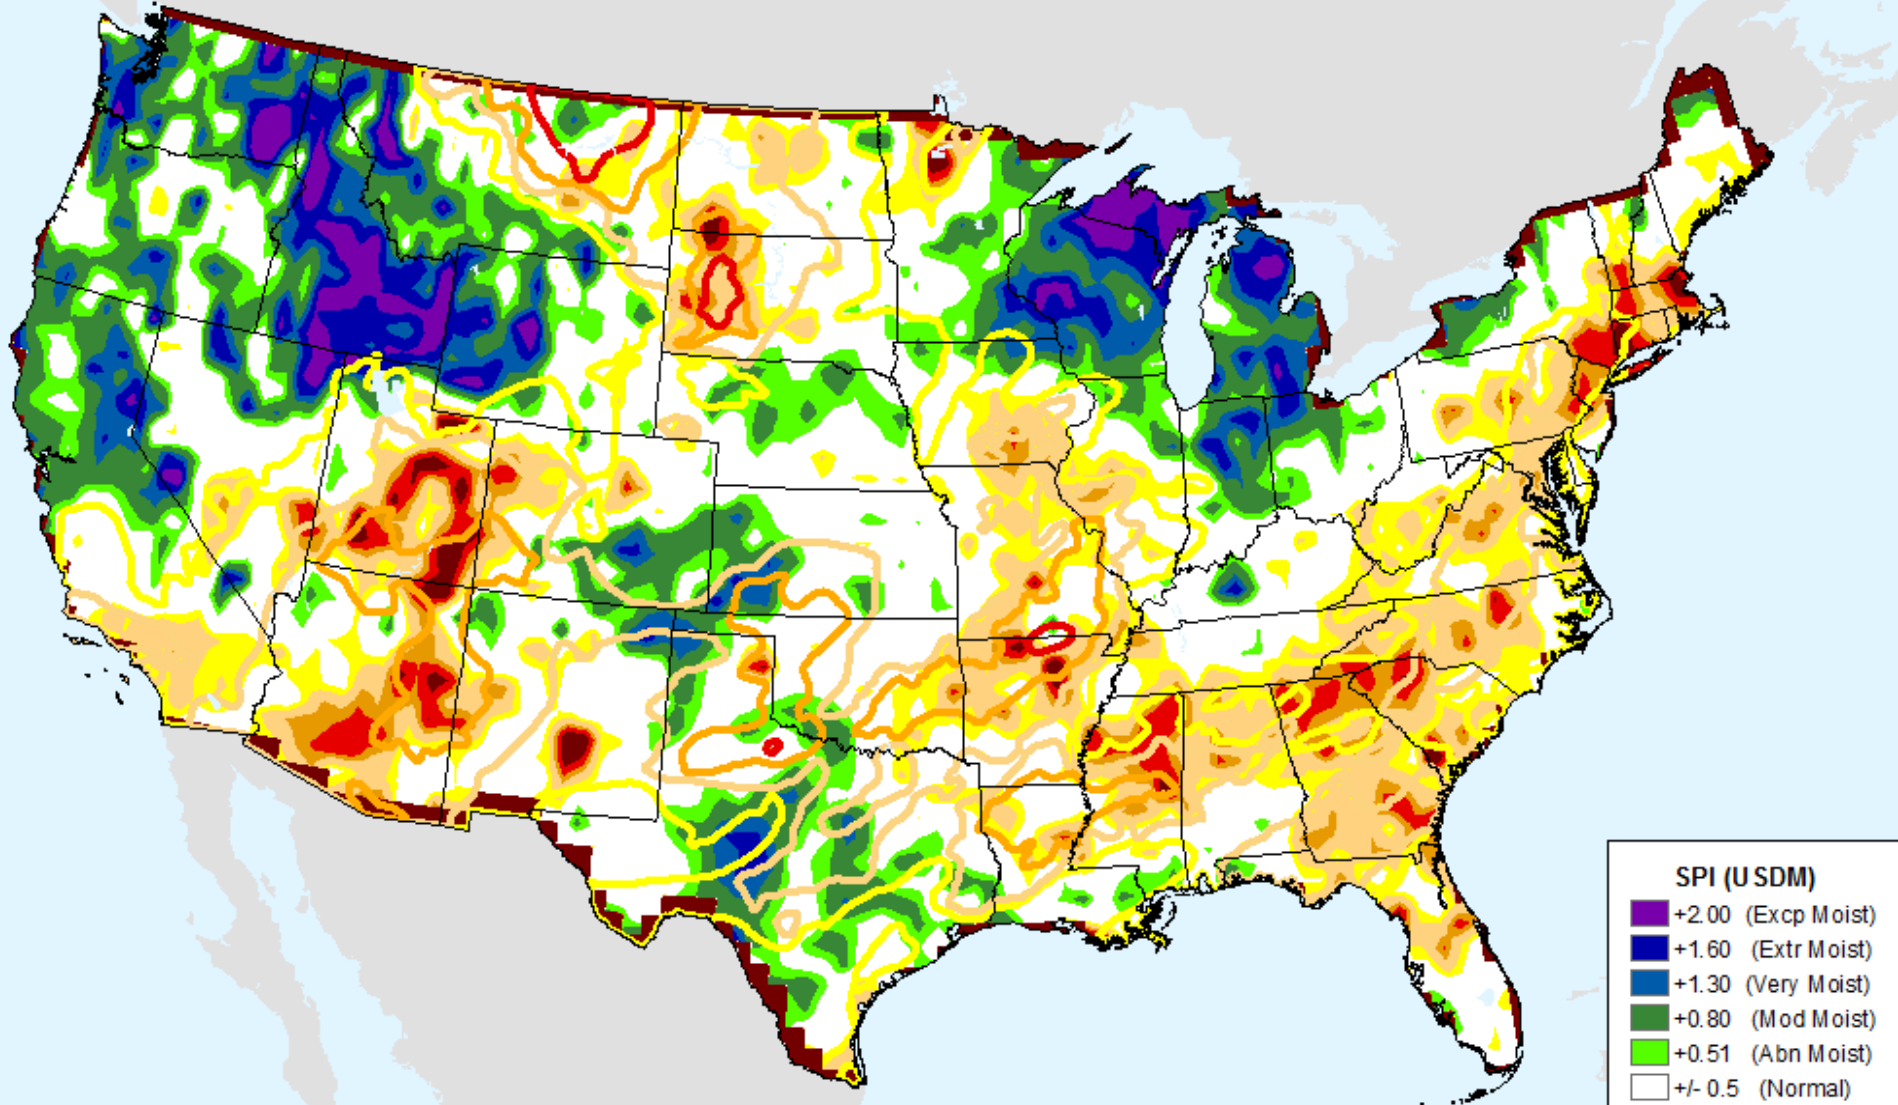 SPI (USDM)
+2.00 (Excp Moist)
+1.60 (Extr Moist)
+1.30 (Very Moist)
+0.80 (Mod Moist)
+0.51 (Abn Moist)
+/- 0.5 (Normal)